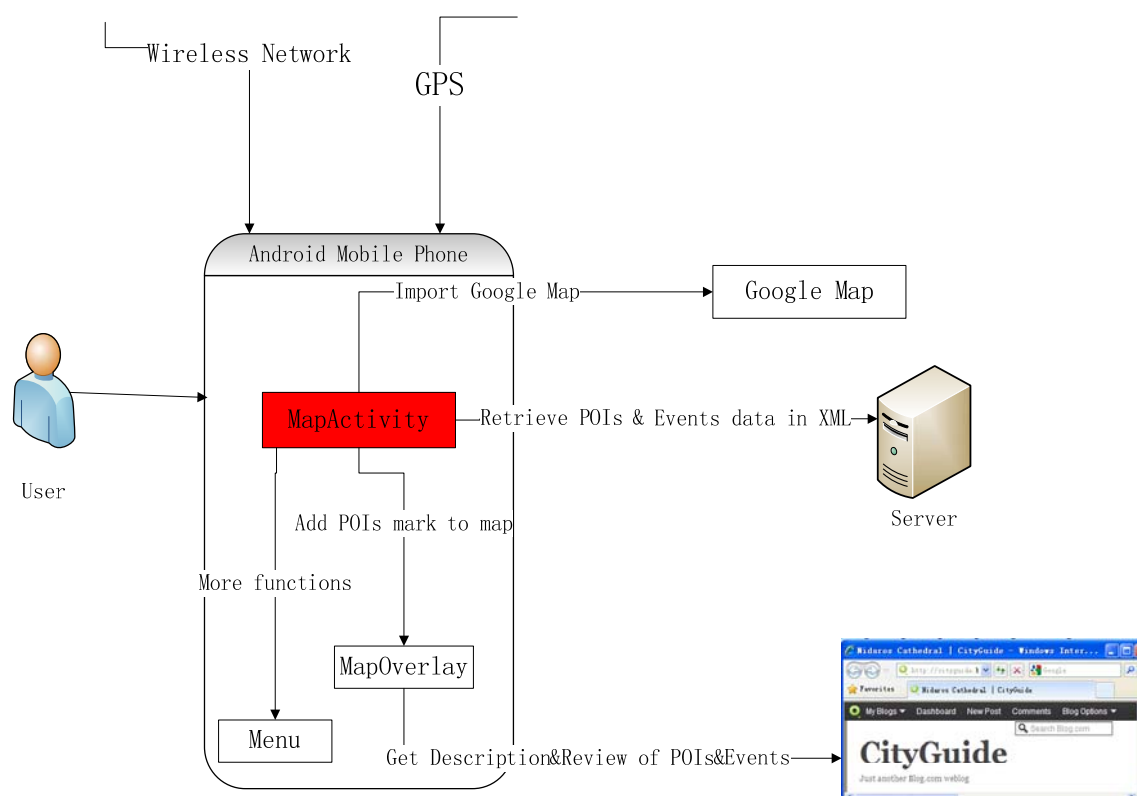 Wireless Network
GPS
Android Mobile Phone
Import Google Map
Google Map
MapActivity
Retrieve POIs & Events data in XML
User
Server
Add POIs mark to map
More functions
MapOverlay
Menu
Get Description&Review of POIs&Events
Nidaros Cathedral | CityGuide - Windows Inter...
Google
Favorites
Nidaros Cathedral | CityGuide
My Blogs Dashboard New Post Comments Blog Options
Search Blog.com
CityGuide
Just another Blog.com weblog